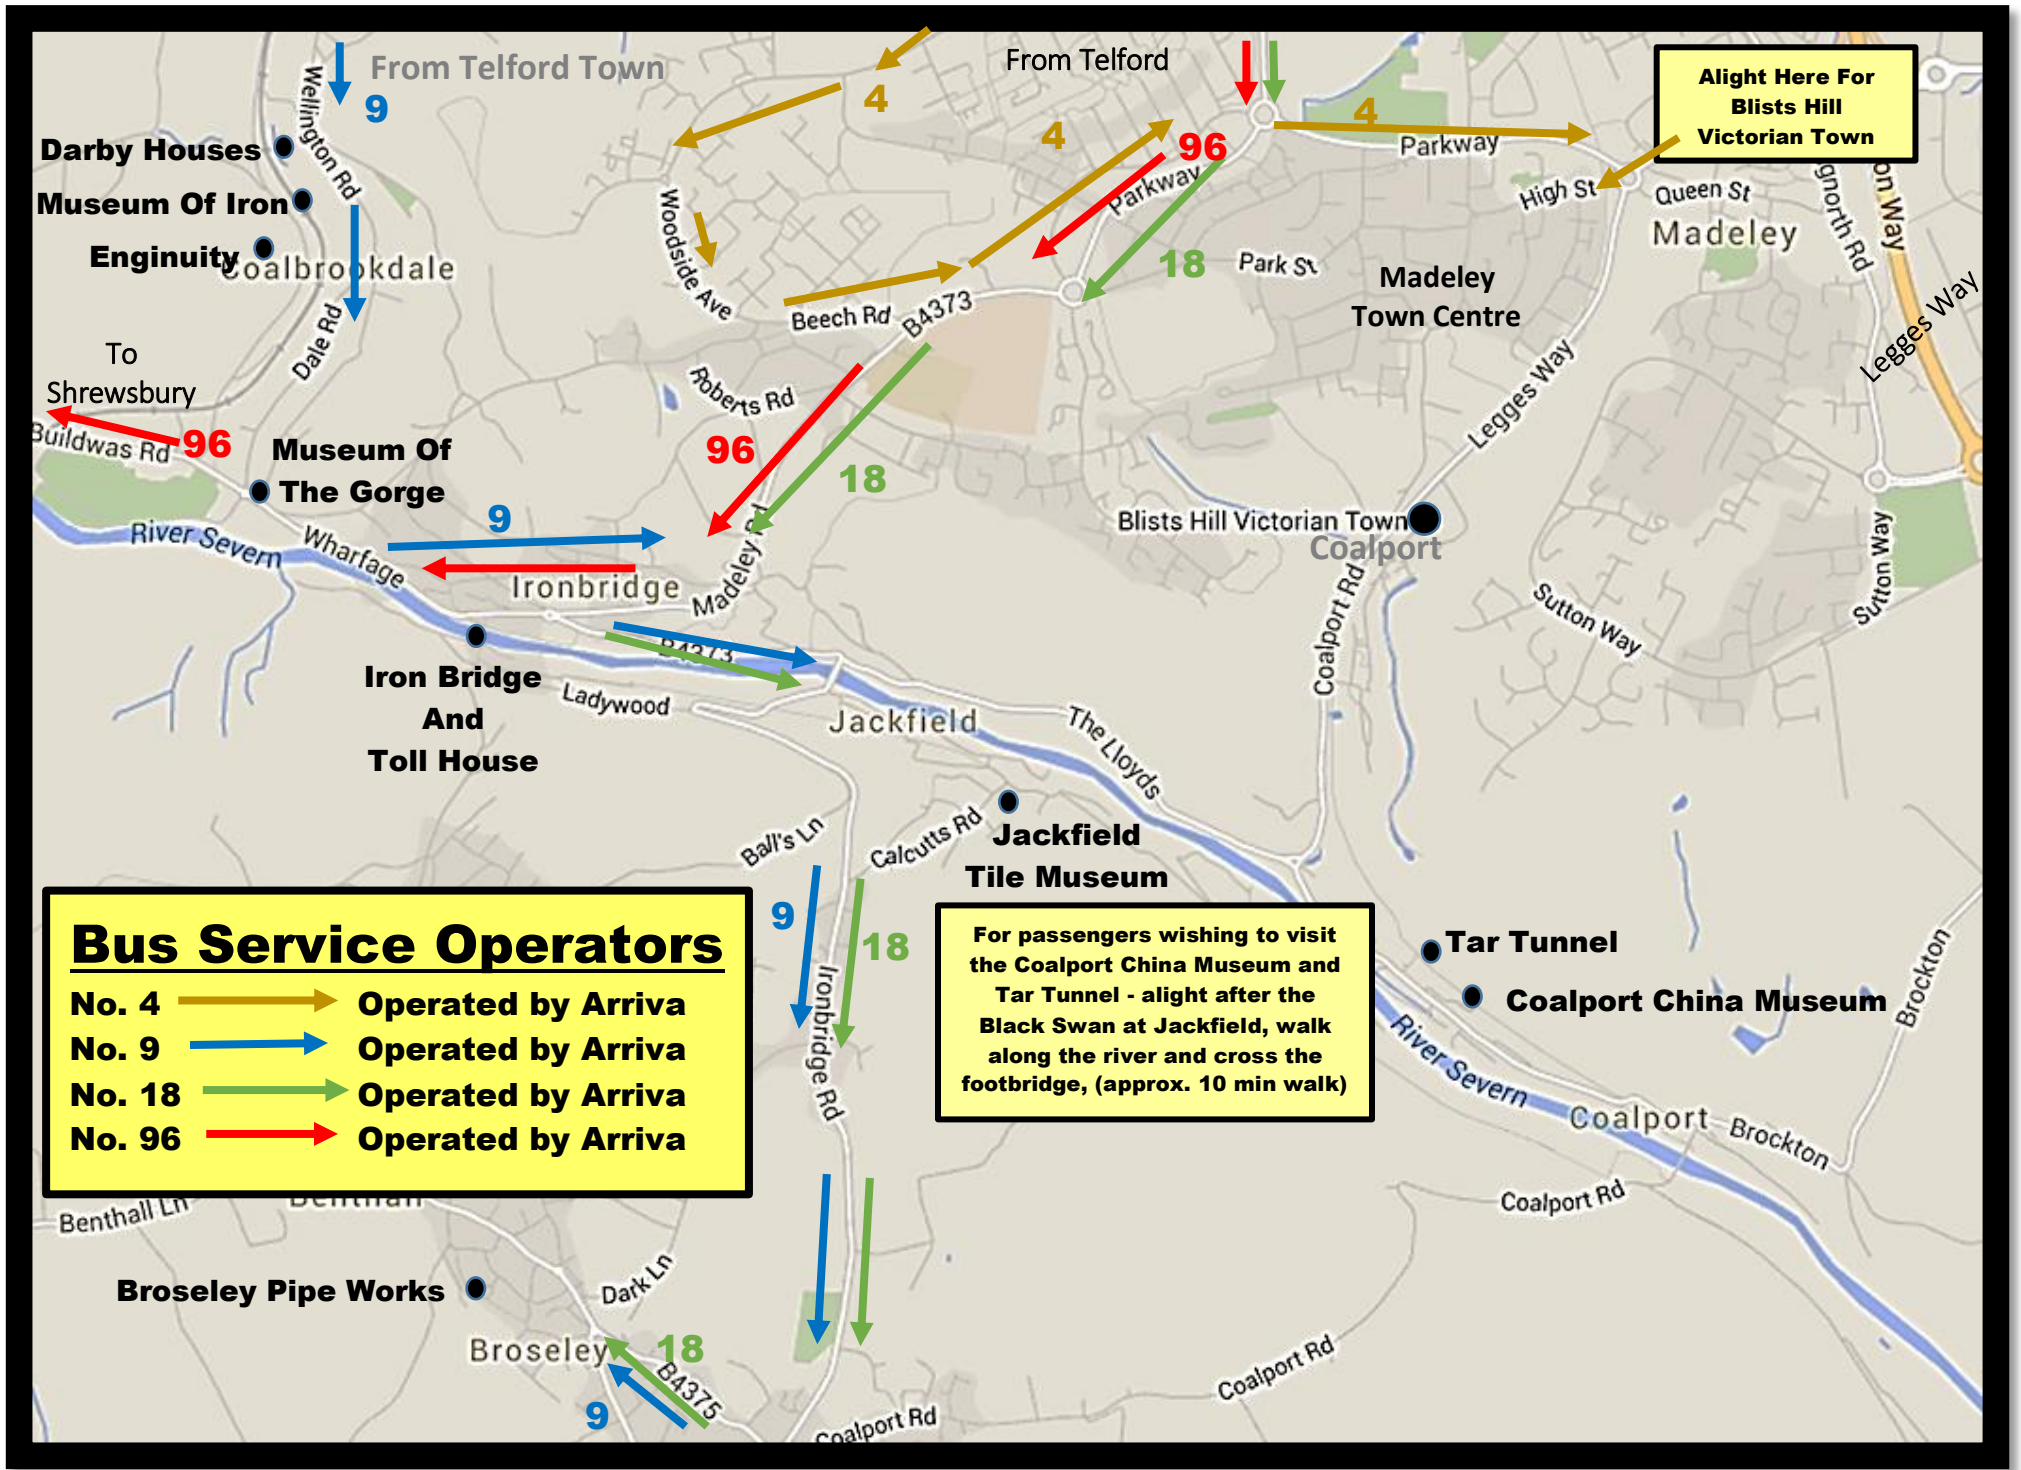 From Telford Town
From Telford
9
4
4
4
Alight Here For
Blists Hill
Victorian Town
Wellington Rd
Darby Houses
Museum Of Iron
Enginuity
Coalbrookdale
Dale Rd
Woodside Ave
96
Parkway
Parkway
High St
Queen St
Madeley
gnorth Rd
on Way
18
Park St
Madeley
Town Centre
Legges Way
Legges Way
Beech Rd
B4373
Roberts Rd
To
Shrewsbury
96
Buildwas Rd
Museum Of
The Gorge
96
18
9
River Severn
Wharfage
Ironbridge
Madeley Rd
Blists Hill Victorian Town
Coalport
Coalport Rd
Sutton Way
Sutton Way
B4373
Iron Bridge
And
Toll House
Ladywood
Jackfield
The Lloyds
Ball's Ln
Calcutts Rd
Jackfield
Tile Museum
Bus Service Operators
No. 4 Operated by Arriva
No. 9 Operated by Arriva
No. 18 Operated by Arriva
No. 96 Operated by Arriva
9
18
Ironbridge Rd
For passengers wishing to visit
the Coalport China Museum and
Tar Tunnel - alight after the
Black Swan at Jackfield, walk
along the river and cross the
footbridge, (approx. 10 min walk)
Tar Tunnel
Coalport China Museum
Brockton
River Severn
Coalport
Brockton
Coalport Rd
Benthall Ln
Benthall
Broseley Pipe Works
Dark Ln
Broseley
18
B4375
9
Coalport Rd
Coalport Rd